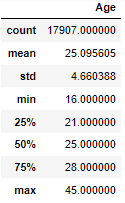 Age
count 17907.000000
mean 25.095605
std 4.660388
min 16.000000
25% 21.000000
50% 25.000000
75% 28.000000
max 45.000000